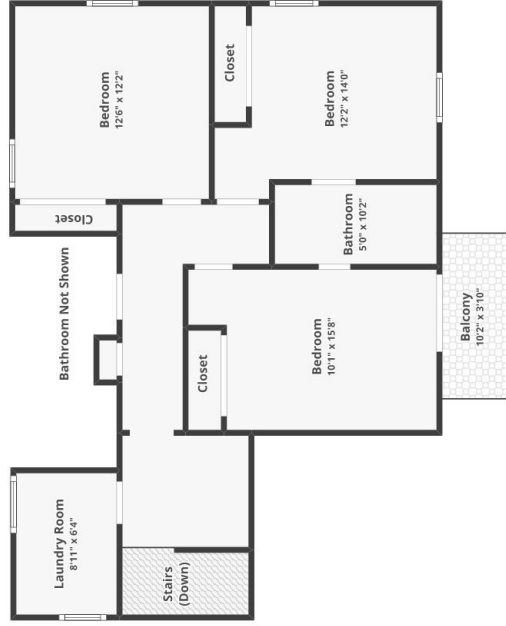 Bedroom
12'6" x 12'2"
Closet
Bedroom
12'2" x 14'0"
Closet
Bathroom
5'0" x 10'2"
Bathroom Not Shown
Balcony
10'2" x 3'10"
Bedroom
10'1" x 15'8"
Closet
Laundry Room
8'11" x 6'4"
Stairs
(Down)